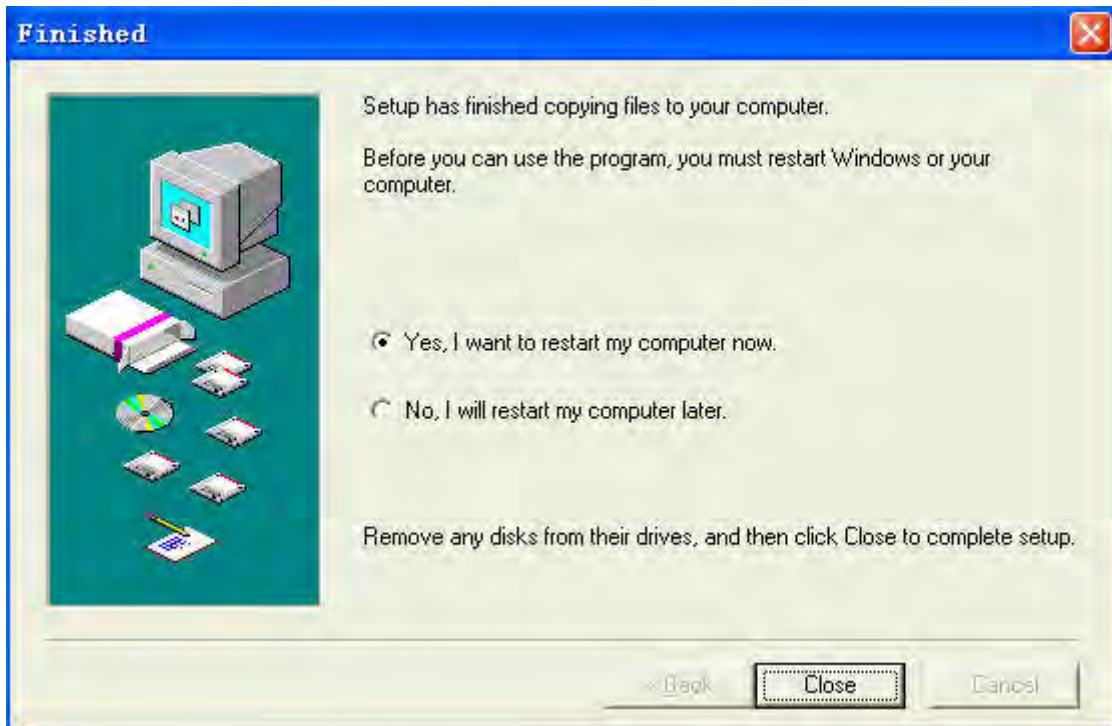 Finished
Setup has finished copying files to your computer.
Before you can use the program, you must restart Windows or your
computer.
Yes, I want to restart my computer now.
No, I will restart my computer later.
Remove any disks from their drives, and then click Close to complete setup.
< Back
Close
Cancel